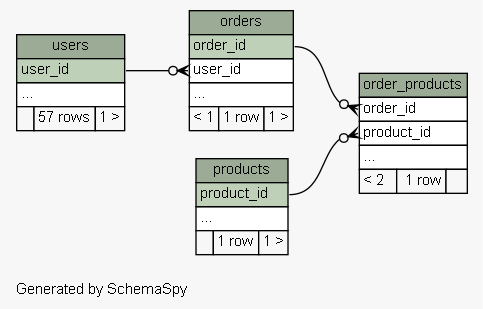 users
user_id
...
57 rows 1 >
orders
order_id
user_id
...
< 1 1 row 1 >
order_products
order_id
product_id
...
< 2 1 row
products
product_id
...
1 row 1 >
Generated by SchemaSpy